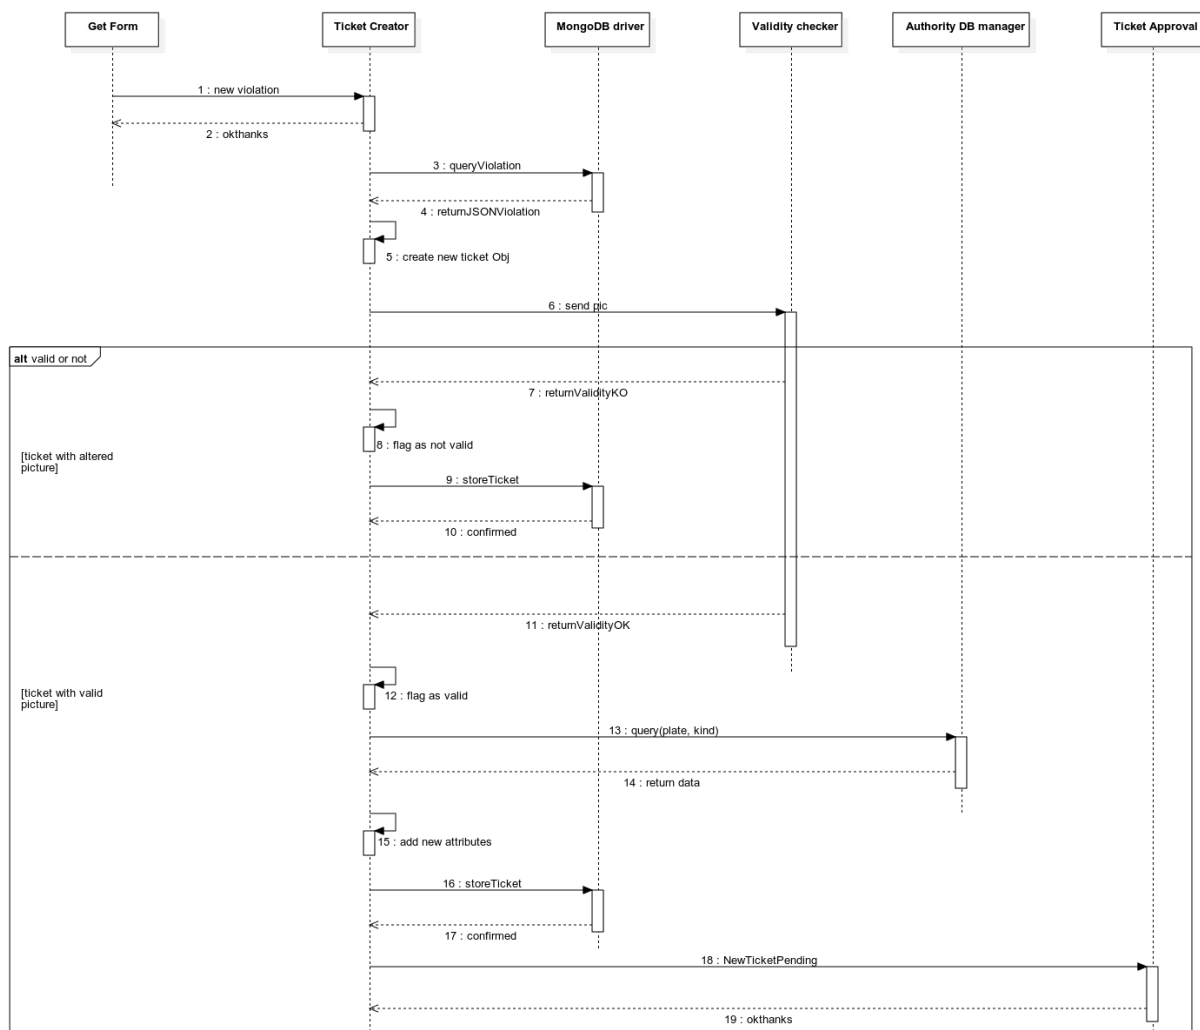 Get Form
Ticket Creator
MongoDB driver
Validity checker
Authority DB manager
Ticket Approval
1 : new violation
2 : okthanks
3 : queryViolation
4 : returnJSONViolation
5 : create new ticket Obj
6 : send pic
alt valid or not
7 : returnValidityKO
8 : flag as not valid
[ticket with altered
picture]
9 : storeTicket
10 : confirmed
11 : returnValidityOK
[ticket with valid
picture]
12 : flag as valid
13 : query(plate, kind)
14 : return data
15 : add new attributes
16 : storeTicket
17 : confirmed
18 : NewTicketPending
19 : okthanks